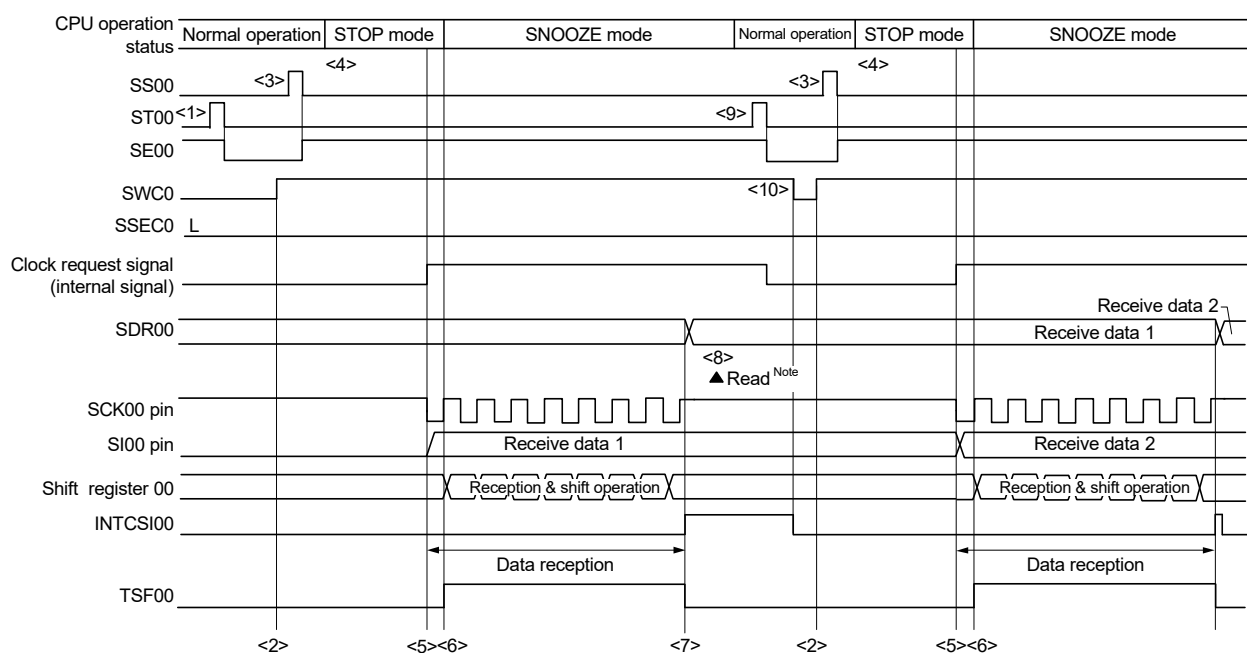 CPU operation status
Normal operation
STOP mode
SNOOZE mode
Normal operation
STOP mode
SNOOZE mode
<4>
<4>
SS00
<3>
<3>
ST00
<1>
<9>
SE00
SWC0
<10>
SSEC0 L
Clock request signal
(internal signal)
Receive data 2
SDR00
Receive data 1
<8>
▲ Read Note
SCK00 pin
SI00 pin
Receive data 1
Receive data 2
Shift register 00
Reception & shift operation
Reception & shift operation
INTCSI00
Data reception
Data reception
TSF00
<2>
<5><6>
<7>
<2>
<5><6>